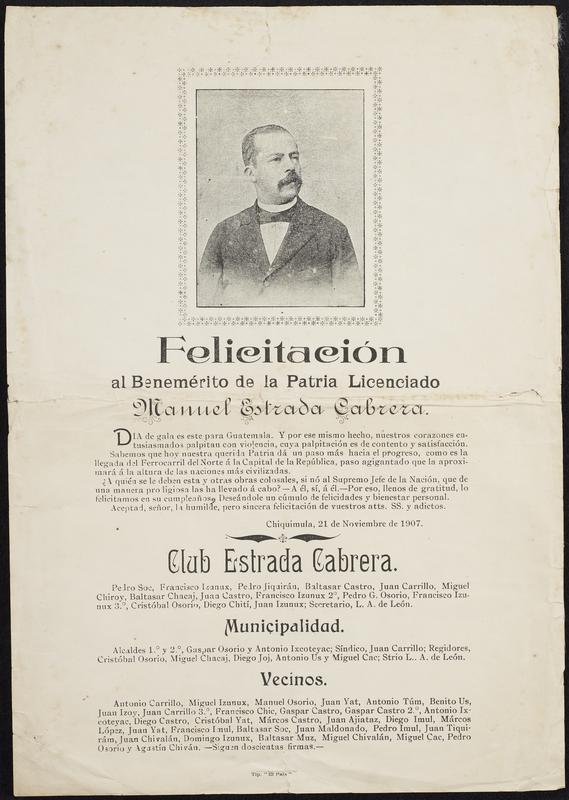 Felicitación
al Benemérito de la Patria Licenciado
Manuel Estrada Cabrera.
DIA de gala es este para Guatemala. Y por ese mismo hecho, nuestros corazones en-
tusiasmados palpitan con violencia, cuya palpitación es de contento y satisfacción.
Sabemos que hoy nuestra querida Patria dá un paso más hacia el progreso, como es la
llegada del Ferrocarril del Norte á la Capital de la República, paso agigantado que la aproxi-
mará á la altura de las naciones más civilizadas.
¿A quién se le deben esta y otras obras colosales, si nó al Supremo Jefe de la Nación, que de
una manera prodigiosa las ha llevado á cabo?—A él, sí, á él.—Por eso, llenos de gratitud, lo
felicitamos en su cumpleaños, Deseándole un cúmulo de felicidades y bienestar personal.
Aceptad, señor, la humilde, pero sincera felicitación de vuestros atts. SS. y adictos.
Chiquimula, 21 de Noviembre de 1907.
Club Estrada Cabrera.
Pedro Soc, Francisco Izunux, Pedro Jiquirán, Baltasar Castro, Juan Carrillo, Miguel
Chiroy, Baltasar Chacaj, Juan Castro, Francisco Izunux 2º, Pedro G. Osorio, Francisco Izu-
nux 3.º, Cristóbal Osorio, Diego Chití, Juan Izunux; Secretario, L. A. de León.
Municipalidad.
Alcaldes 1.º y 2.º, Gaspar Osorio y Antonio Ixcoteyac; Síndico, Juan Carrillo; Regidores,
Cristóbal Osorio, Miguel Chacaj, Diego Joj, Antonio Us y Miguel Cac; Strio L.. A. de León.
Vecinos.
Antonio Carrillo, Miguel Izunux, Manuel Osorio, Juan Yat, Antonio Túm, Benito Us,
Juan Izoy, Juan Carrillo 3.º, Francisco Chic, Gaspar Castro, Gaspar Castro 2.º, Antonio Ix-
coteyac, Diego Castro, Cristóbal Yat, Márcos Castro, Juan Ajiataz, Diego Imul, Márcos
López, Juan Yat, Francisco Imul, Baltasar Soc, Juan Maldonado, Pedro Imul, Juan Tiqui-
rám, Juan Chivalán, Domingo Izunux, Baltasar Muz, Miguel Chivalán, Miguel Cac, Pedro
Osorio y Agustín Chiván. —Siguen doscientas firmas.—
Tip. "El País"